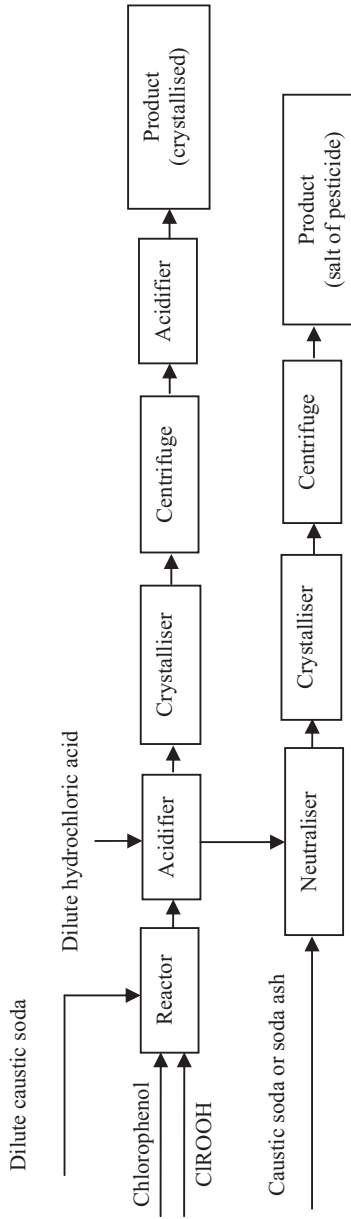 Dilute caustic soda
Dilute hydrochloric acid
Chlorophenol
ClROOH
Reactor
Acidifier
Crystalliser
Centrifuge
Acidifier
Product
(crystallised)
Caustic soda or soda ash
Neutraliser
Crystalliser
Centrifuge
Product
(salt of pesticide)